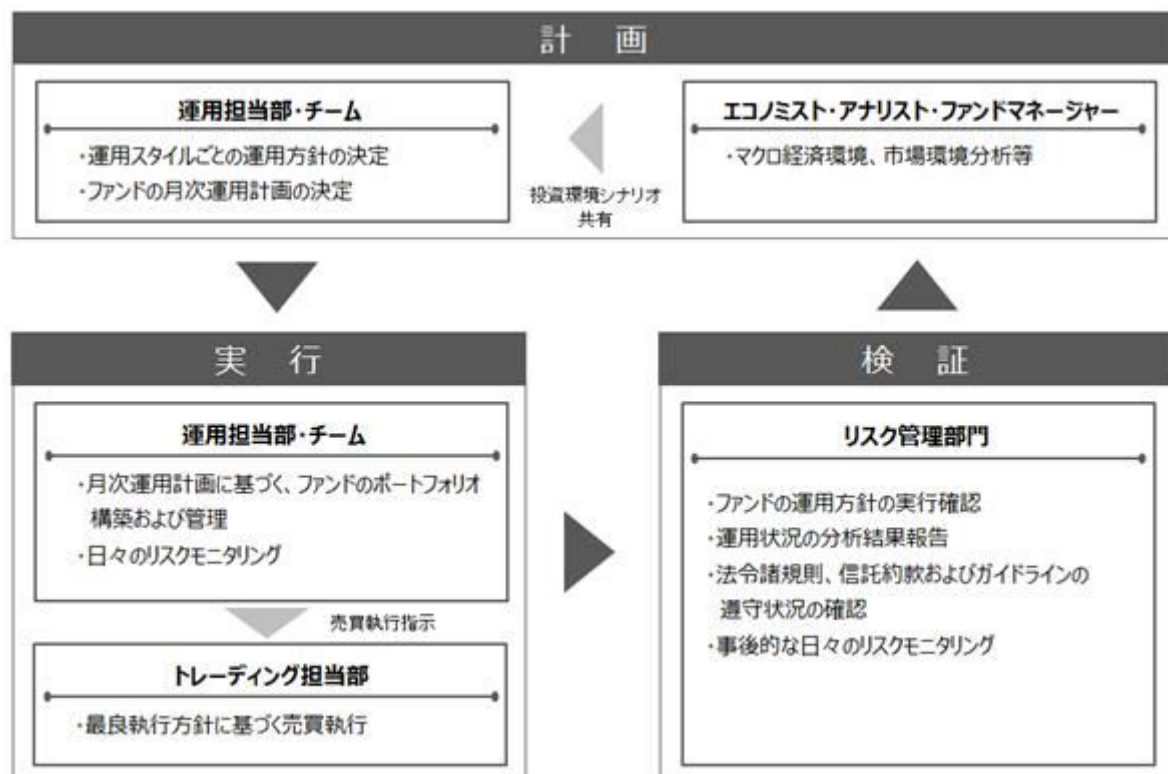 計 画
運用担当部・チーム
・運用スタイルごとの運用方針の決定
・ファンドの月次運用計画の決定
投資環境シナリオ
共有
エコノミスト・アナリスト・ファンドマネージャー
・マクロ経済環境、市場環境分析等
実 行
運用担当部・チーム
・月次運用計画に基づく、ファンドのポートフォリオ
構築および管理
・日々のリスクモニタリング
売買執行指示
トレーディング担当部
・最良執行方針に基づく売買執行
検 証
リスク管理部門
・ファンドの運用方針の実行確認
・運用状況の分析結果報告
・法令諸規則、信託約款およびガイドラインの
遵守状況の確認
・事後的な日々のリスクモニタリング